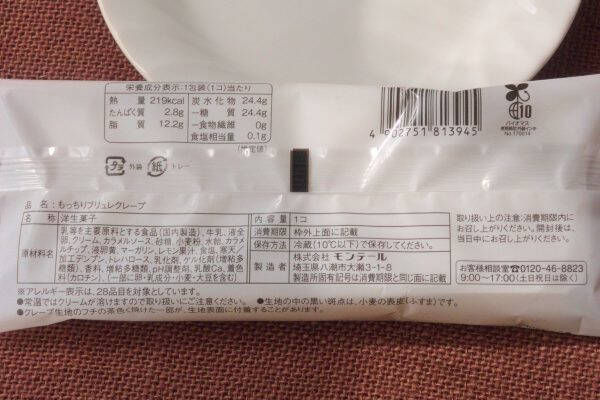 栄養成分表示:1包装(1コ)当り
熱量 219kcal 炭水化物 24.4g
たんぱく質 2.8g ー糖質 24.4g
脂質 12.2g ー食物繊維 0g
食塩相当量 0.1g
(推定値)
4 902751 813945
10
バイオマス
No.170014
プラ 外装 紙 トレー
品名:もっちりブリュレクレープ
名称 洋生菓子
原材料名 乳等を主要原料とする食品(国内製造)、牛乳、液全
卵、クリーム、カラメルソース、砂糖、小麦粉、水飴、カラ
メルチップ、液卵黄、マーガリン、レモン果汁、食塩、寒天/
加工デンプン、トレハロース、乳化剤、ゲル化剤(増粘多
糖類)、香料、増粘多糖類、pH調整剤、乳酸Ca、着色
料(カロチン)、(一部に卵・乳成分・小麦・大豆を含む)
内容量 1コ
消費期限 枠外上面に記載
保存方法 冷蔵(10℃以下)で保存してください。
製造者 株式会社 モンテール
埼玉県八潮市大瀬3-1-8
製造所固有記号は消費期限と同じ面に記載
取り扱い上の注意:消費期限内に
お召し上がりください。開封後は、
当日中にお召し上がりください。
お客様相談室☎0120-46-8823
9:00〜17:00(土日祝日は除く)
※アレルギー表示は、28品目を対象としています。
●常温ではクリームが溶けますので取り扱いにご注意ください。 ●生地の中の黒い斑点は、小麦の表皮(ふすま)です。
●クレープ生地のフチの茶色く焼けた一部が、生地表面に付着することがあります。